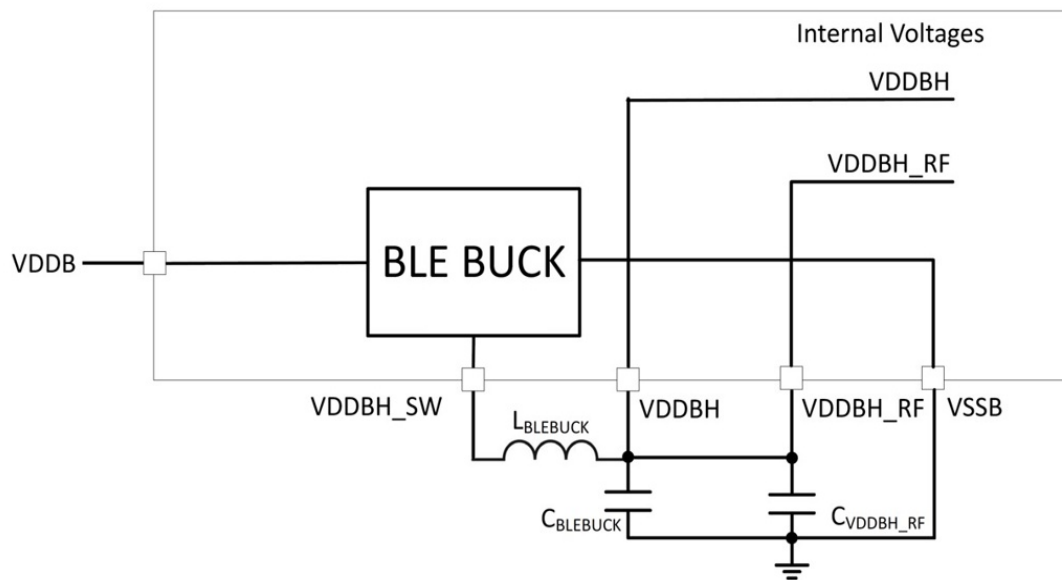 Internal Voltages
VDDBH
VDDBH_RF
VDDB
BLE BUCK
VDDBH_SW
VDDBH
VDDBH_RF
VSSB
LBLEBUCK
CBLEBUCK
CVDDBH_RF